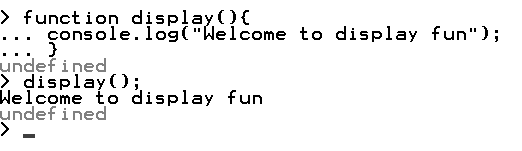 > function display(){
... console.log("Welcome to display fun");
... }
undefined
> display();
Welcome to display fun
undefined
> _